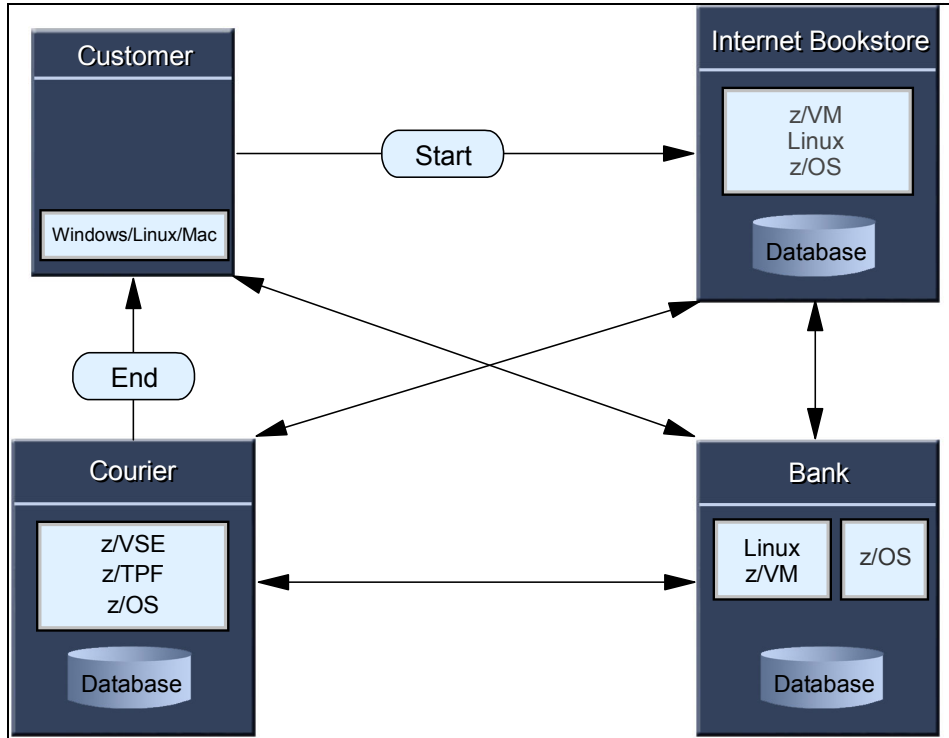 Customer
Windows/Linux/Mac
Start
Internet Bookstore
z/VM
Linux
z/OS
Database
End
Courier
z/VSE
z/TPF
z/OS
Database
Bank
Linux
z/VM
z/OS
Database